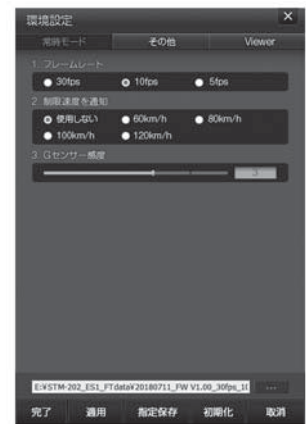 環境設定 ×
常時モード その他 Viewer
1. フレームレート
30fps 10fps 5fps
2. 制限速度を通知
使用しない 60km/h 80km/h
100km/h 120km/h
3. Gセンサー感度
3
E:¥STM-202_ES1_FTdata¥20180711_FW V1.00_30fps_1( ...
完了 適用 指定保存 初期化 取消